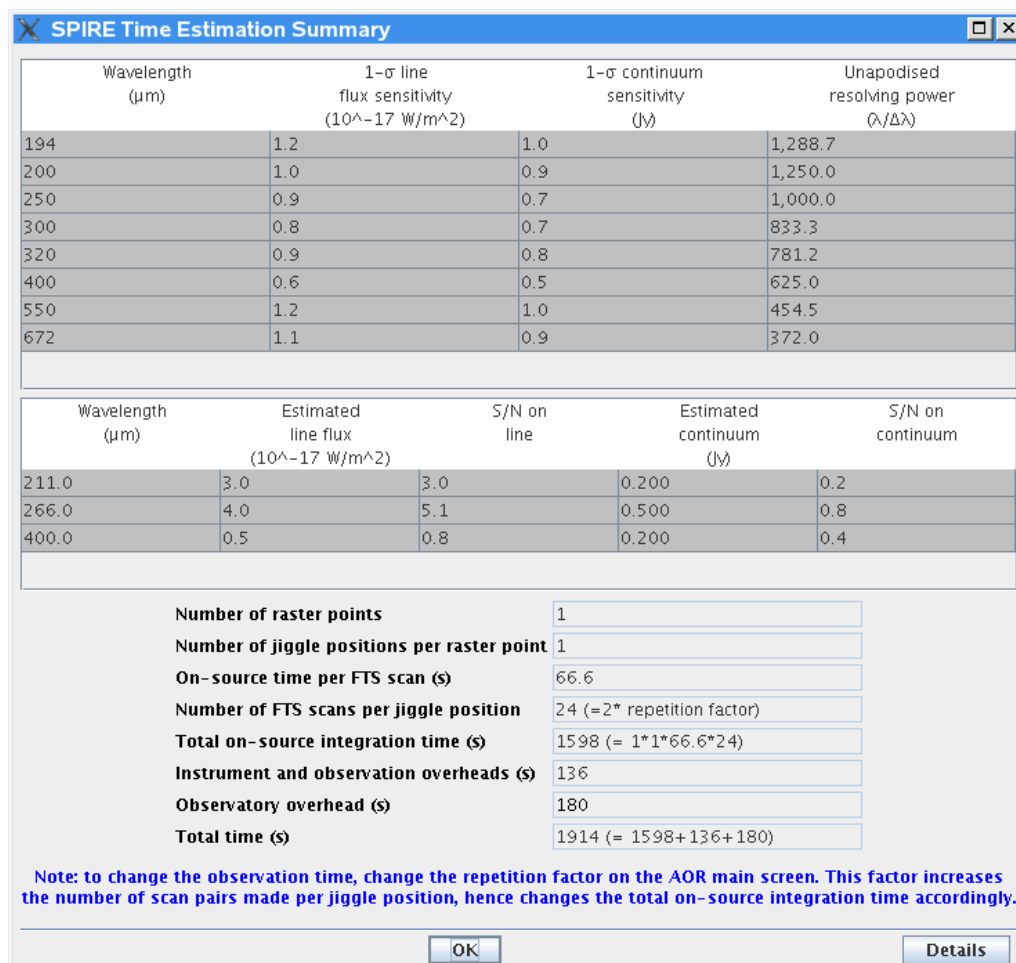 SPIRE Time Estimation Summary
Wavelength (µm) 1-σ line flux sensitivity (10^-17 W/m^2) 1-σ continuum sensitivity (Jy) Unapodised resolving power (λ/Δλ)
194 1.2 1.0 1,288.7
200 1.0 0.9 1,250.0
250 0.9 0.7 1,000.0
300 0.8 0.7 833.3
320 0.9 0.8 781.2
400 0.6 0.5 625.0
550 1.2 1.0 454.5
672 1.1 0.9 372.0
Wavelength (µm) Estimated line flux (10^-17 W/m^2) S/N on line Estimated continuum (Jy) S/N on continuum
211.0 3.0 3.0 0.200 0.2
266.0 4.0 5.1 0.500 0.8
400.0 0.5 0.8 0.200 0.4
Number of raster points 1
Number of jiggle positions per raster point 1
On-source time per FTS scan (s) 66.6
Number of FTS scans per jiggle position 24 (=2* repetition factor)
Total on-source integration time (s) 1598 (= 1*1*66.6*24)
Instrument and observation overheads (s) 136
Observatory overhead (s) 180
Total time (s) 1914 (= 1598+136+180)
Note: to change the observation time, change the repetition factor on the AOR main screen. This factor increases
the number of scan pairs made per jiggle position, hence changes the total on-source integration time accordingly.
OK Details